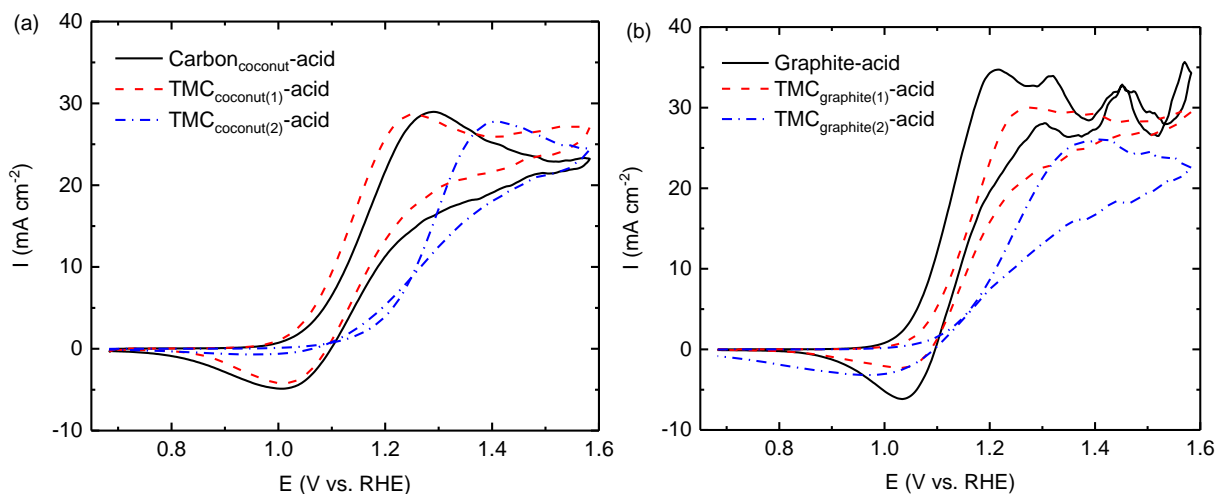 (a)
Carbon_coconut-acid
TMC_coconut(1)-acid
TMC_coconut(2)-acid
I (mA cm^-2)
40
30
20
10
0
-10
0.8 1.0 1.2 1.4 1.6
E (V vs. RHE)
(b)
Graphite-acid
TMC_graphite(1)-acid
TMC_graphite(2)-acid
I (mA cm^-2)
40
30
20
10
0
-10
0.8 1.0 1.2 1.4 1.6
E (V vs. RHE)